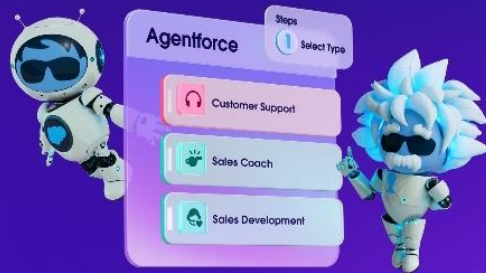 Agentforce
Steps
1 Select Type
Customer Support
Sales Coach
Sales Development